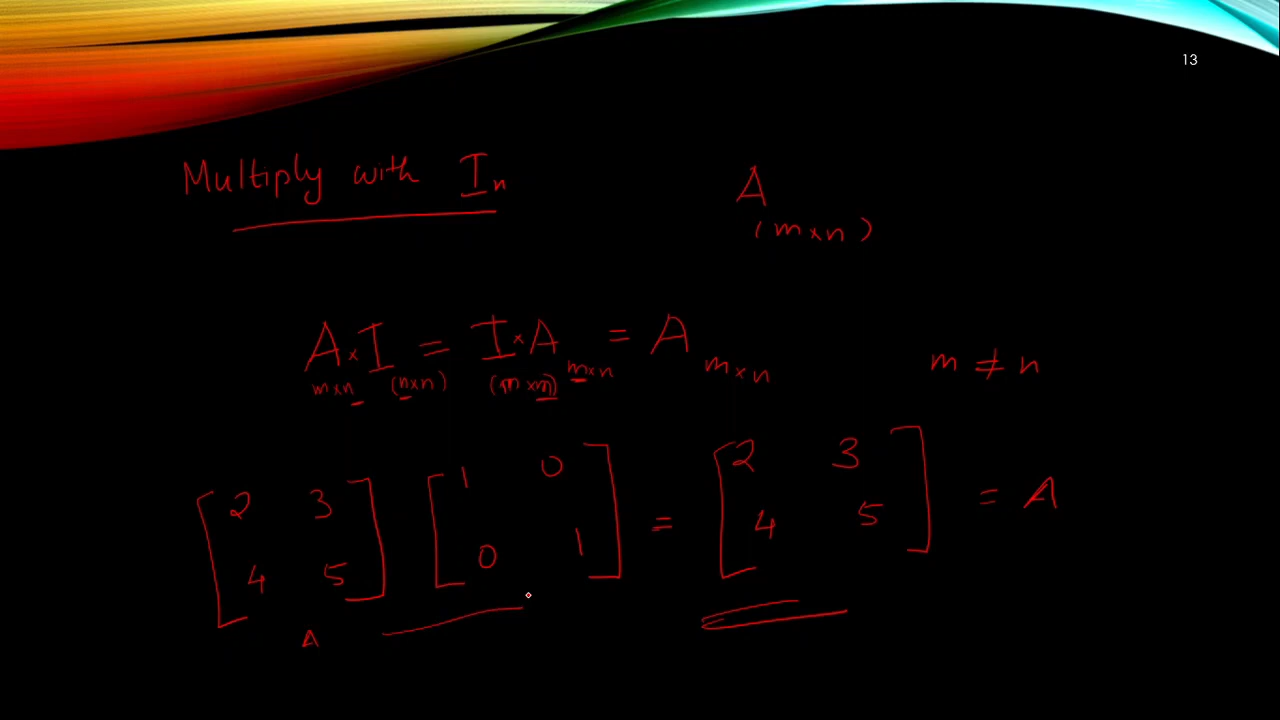 13
Multiply with Iₙ
A
(m×n)
A × I = I × A = A
m×n (n×n) (m×m) m×n m×n
m ≠ n
[2 3] [1 0] = [2 3] = A
[4 5] [0 1] [4 5]
A